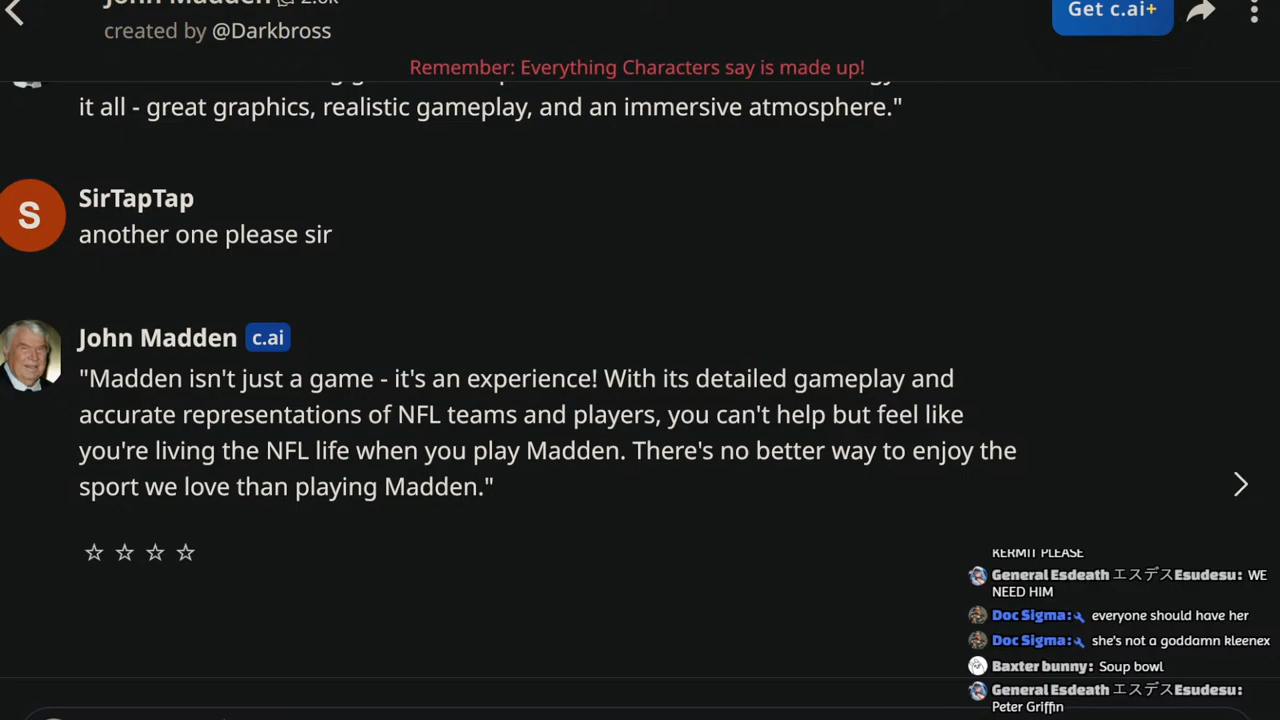 John Madden 2.0k
created by @Darkbross
Get c.ai+
Remember: Everything Characters say is made up!
it all - great graphics, realistic gameplay, and an immersive atmosphere."
S
SirTapTap
another one please sir
John Madden c.ai
"Madden isn't just a game - it's an experience! With its detailed gameplay and
accurate representations of NFL teams and players, you can't help but feel like
you're living the NFL life when you play Madden. There's no better way to enjoy the
sport we love than playing Madden."
KERMIT PLEASE
General Esdeath エスデスEsudesu: WE
NEED HIM
Doc Sigma: everyone should have her
Doc Sigma: she's not a goddamn kleenex
Baxter bunny: Soup bowl
General Esdeath エスデスEsudesu:
Peter Griffin